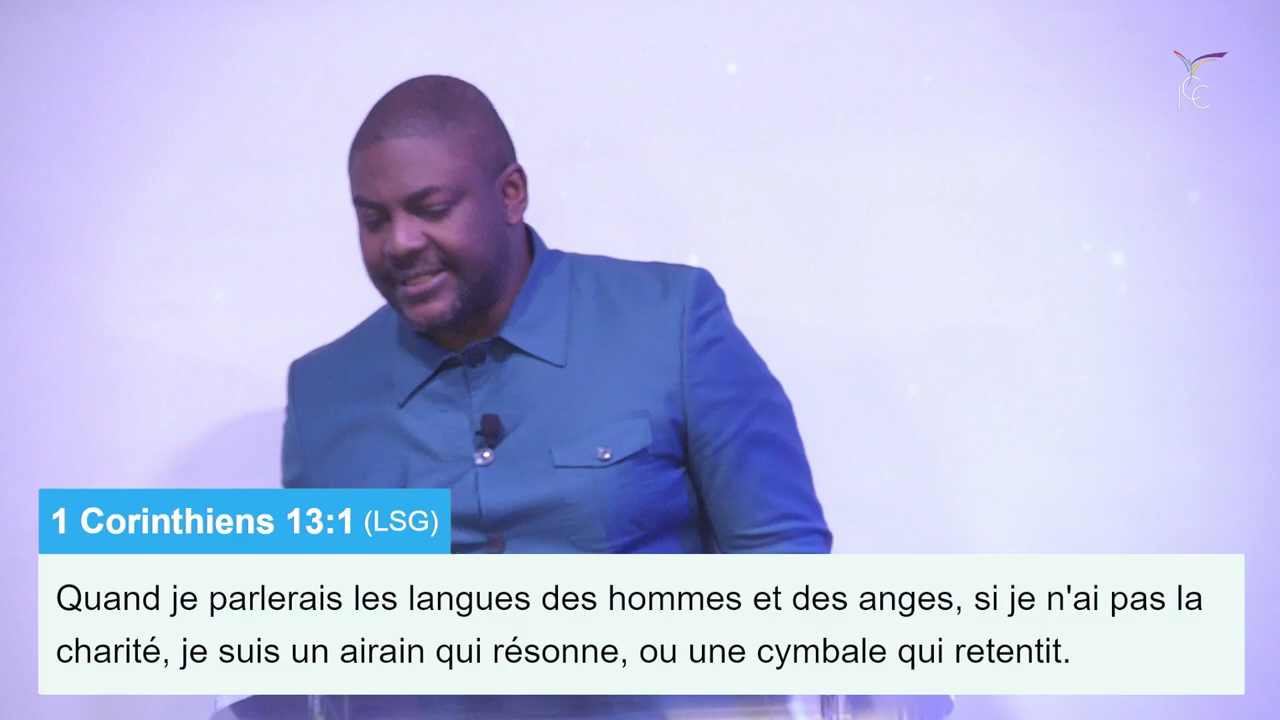 ICC
1 Corinthiens 13:1 (LSG)
Quand je parlerais les langues des hommes et des anges, si je n'ai pas la
charité, je suis un airain qui résonne, ou une cymbale qui retentit.